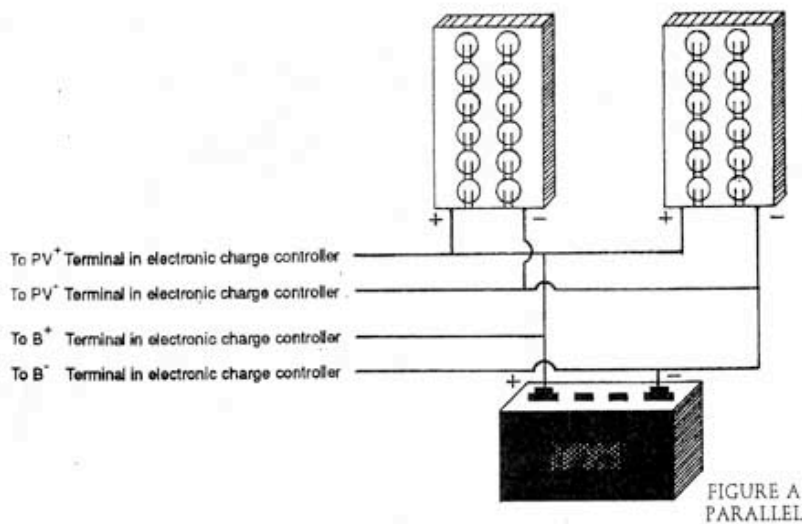 +
−
+
−
To PV+ Terminal in electronic charge controller
To PV- Terminal in electronic charge controller
To B+ Terminal in electronic charge controller
To B- Terminal in electronic charge controller
+
−
FIGURE A
PARALLEL